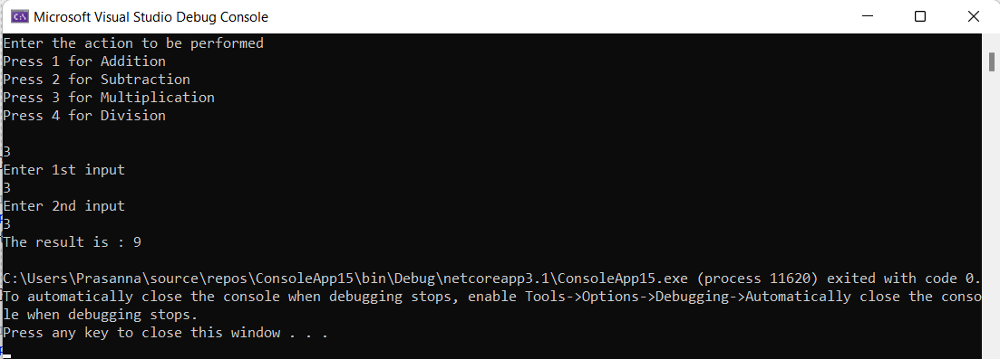 Microsoft Visual Studio Debug Console
Enter the action to be performed
Press 1 for Addition
Press 2 for Subtraction
Press 3 for Multiplication
Press 4 for Division
3
Enter 1st input
3
Enter 2nd input
3
The result is : 9
C:\Users\Prasanna\source\repos\ConsoleApp15\bin\Debug\netcoreapp3.1\ConsoleApp15.exe (process 11620) exited with code 0.
To automatically close the console when debugging stops, enable Tools->Options->Debugging->Automatically close the conso
le when debugging stops.
Press any key to close this window . . .